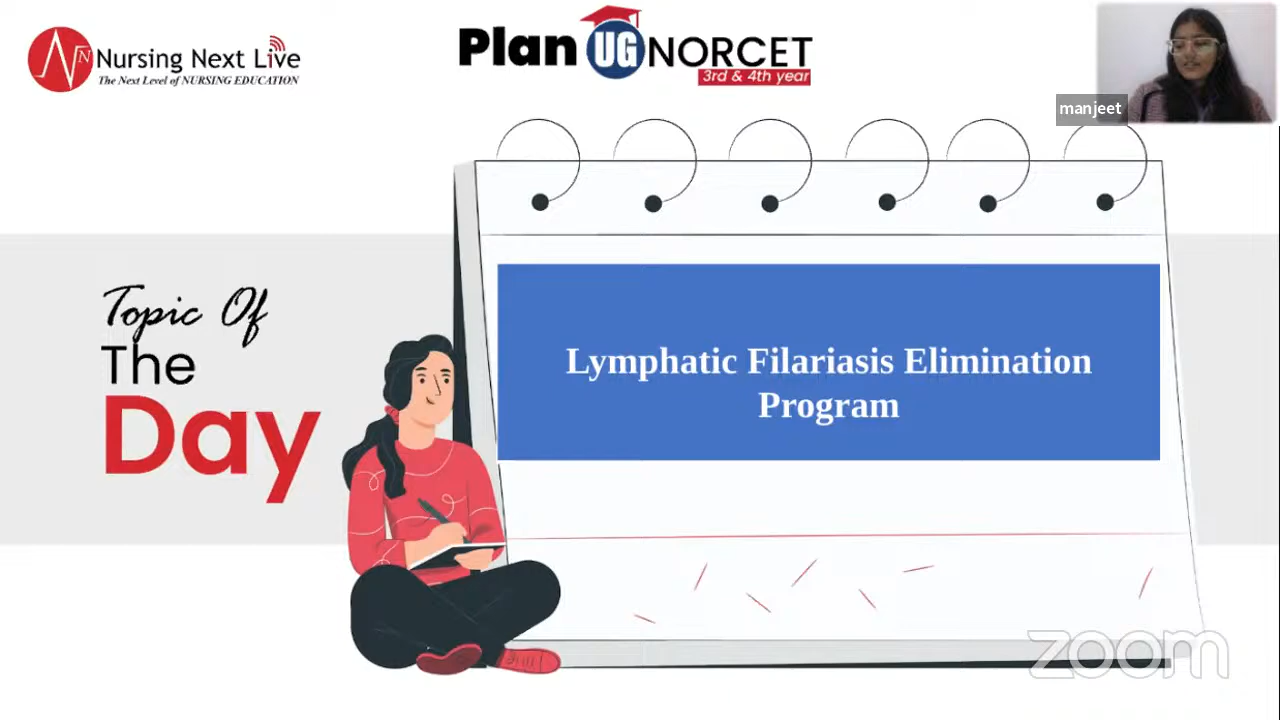 Nursing Next Live
The Next Level of NURSING EDUCATION
Plan UG NORCET
3rd & 4th year
manjeet
Topic Of
The
Day
Lymphatic Filariasis Elimination
Program
zoom